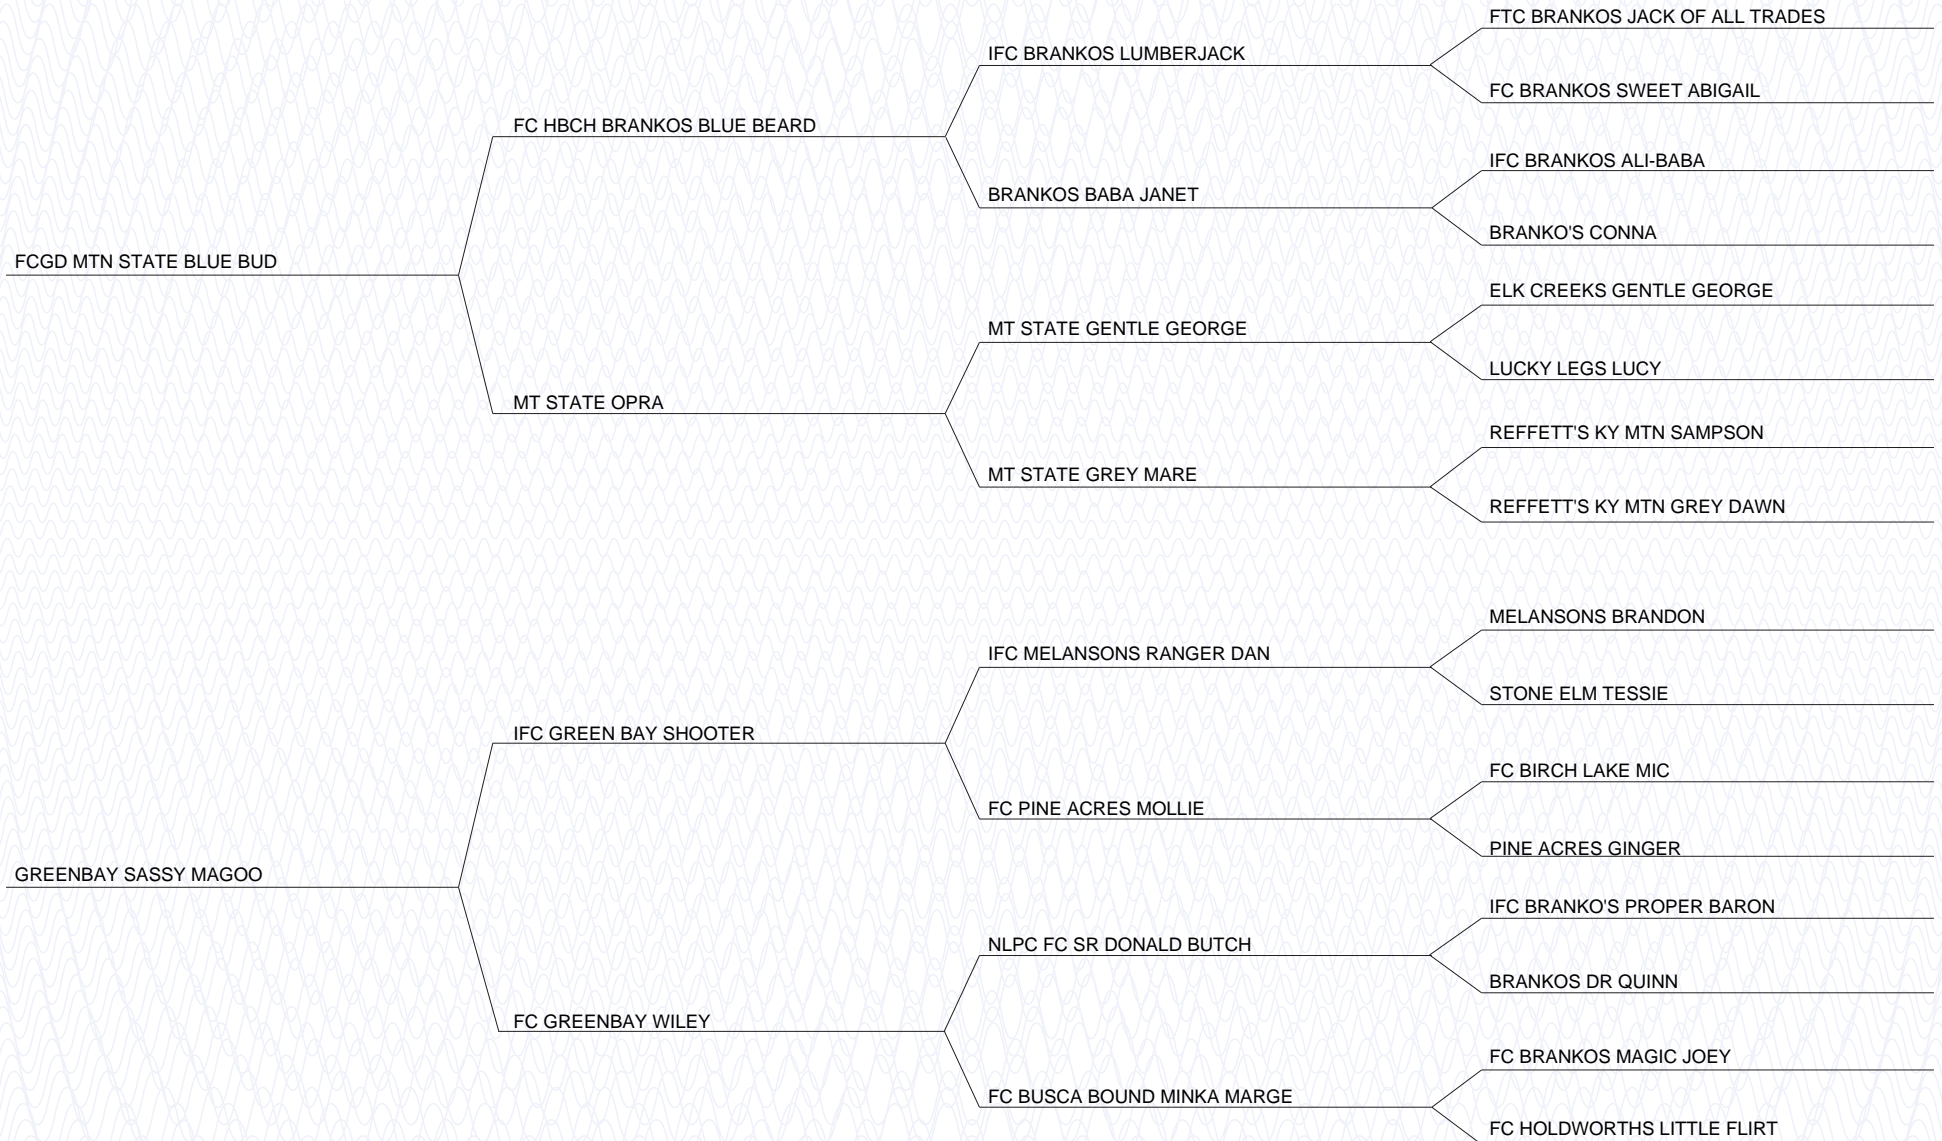 FTC BRANKOS JACK OF ALL TRADES
IFC BRANKOS LUMBERJACK
FC BRANKOS SWEET ABIGAIL
FC HBCH BRANKOS BLUE BEARD
IFC BRANKOS ALI-BABA
BRANKOS BABA JANET
BRANKO'S CONNA
FCGD MTN STATE BLUE BUD
ELK CREEKS GENTLE GEORGE
MT STATE GENTLE GEORGE
LUCKY LEGS LUCY
MT STATE OPRA
REFFETT'S KY MTN SAMPSON
MT STATE GREY MARE
REFFETT'S KY MTN GREY DAWN
MELANSONS BRANDON
IFC MELANSONS RANGER DAN
STONE ELM TESSIE
IFC GREEN BAY SHOOTER
FC BIRCH LAKE MIC
FC PINE ACRES MOLLIE
PINE ACRES GINGER
GREENBAY SASSY MAGOO
IFC BRANKO'S PROPER BARON
NLPC FC SR DONALD BUTCH
BRANKOS DR QUINN
FC GREENBAY WILEY
FC BRANKOS MAGIC JOEY
FC BUSCA BOUND MINKA MARGE
FC HOLDWORTHS LITTLE FLIRT